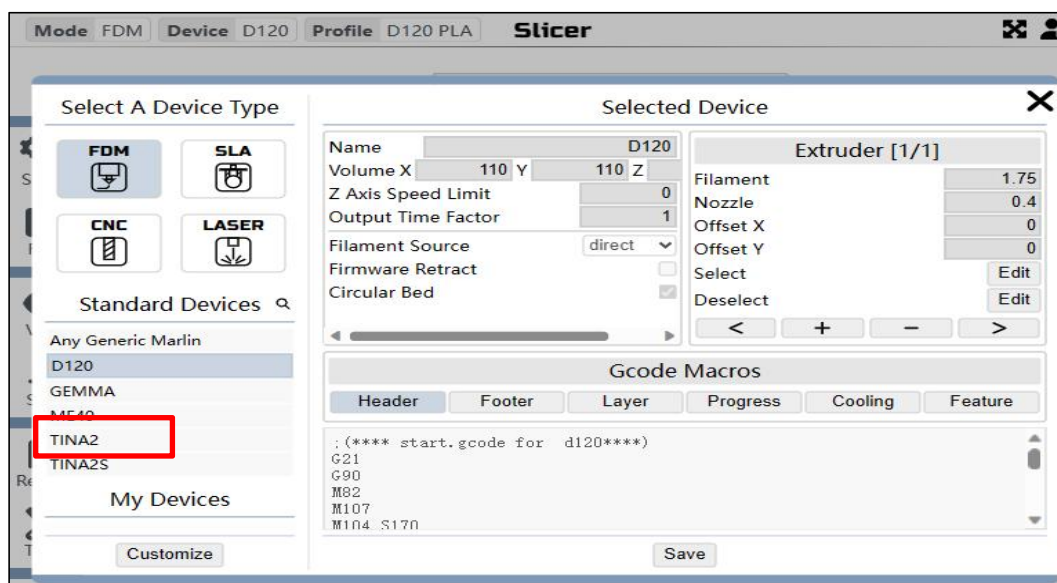 Mode FDM Device D120 Profile D120 PLA Slicer
Select A Device Type
FDM SLA
CNC LASER
Standard Devices
Any Generic Marlin
D120
GEMMA
TINA2
TINA2S
My Devices
Customize
Selected Device
Name D120
Volume X 110 Y 110 Z
Z Axis Speed Limit 0
Output Time Factor 1
Filament Source direct
Firmware Retract
Circular Bed
Extruder [1/1]
Filament 1.75
Nozzle 0.4
Offset X 0
Offset Y 0
Select Edit
Deselect Edit
< + - >
Gcode Macros
Header Footer Layer Progress Cooling Feature
;(**** start.gcode for d120****)
G21
G90
M82
M107
M104 S170
Save